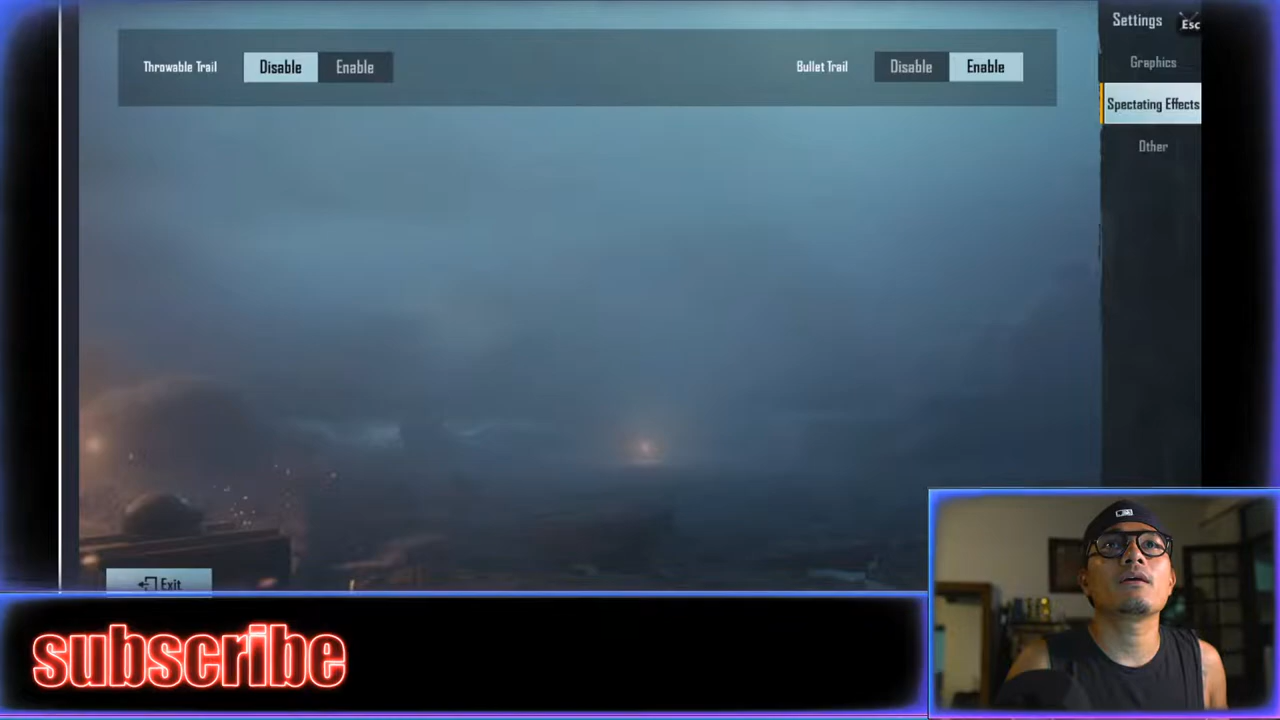 Settings Esc
Throwable Trail Disable Enable Bullet Trail Disable Enable
Graphics
Spectating Effects
Other
Exit
subscribe